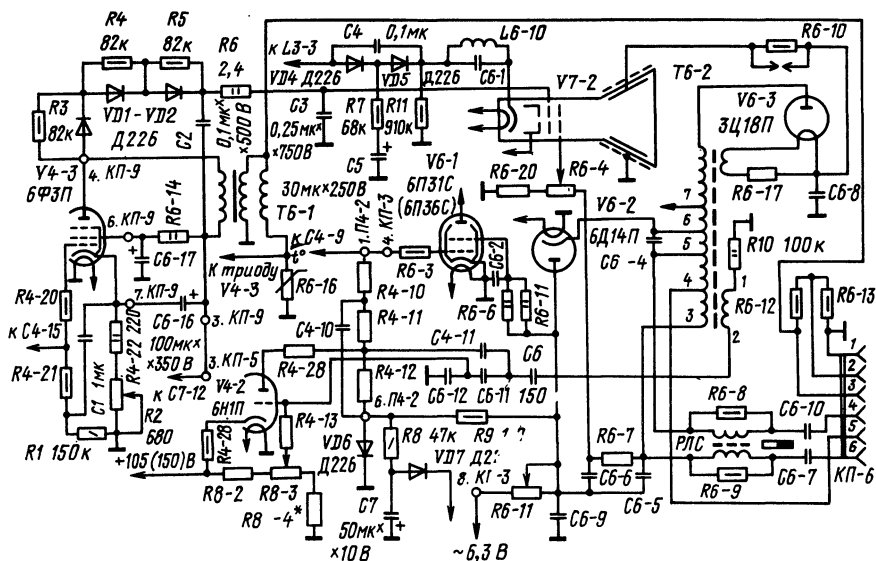 R4
82к
R5
82к
R6
2,4
к L3-3
C4
0,1мк
L6-10
VD4 Д226
VD5
Д226
C6-1
V7-2
R6-10
T6-2
V6-3
3Ц18П
R3
82к
VD1-VD2
Д226
C2
0,1мк×
×500В
C3
0,25мк×
×750В
R7
68к
R11
910к
C5
30мк×250В
V4-3
6Ф3П
4. КП-9
6. КП-9
R6-14
T6-1
C6-17
V6-1
6П31С
(6П36С)
R6-20
R6-4
V6-2
6Д14П
R6-17
C6-8
7
6
5
4
3
C6-4
R10
100к
1
2
R6-12
R6-13
к C4-9
t°
1. П4-2
4. КП-3
R6-3
C6-2
К триоду
V4-3
R6-16
R4-10
R4-11
R6-6
R6-11
R4-20
7. КП-9
C6-16
100мк×
×350В
3. КП-9
к C4-15
R4-22
220
R4-21
C1 1мк
R2
680
R1 150к
к C7-12
3. КП-5
C4-10
C4-11
R4-28
R4-12
C6-12
C6-11
C6
150
V4-2
6Н1П
R4-13
6. П4-2
R4-28
VD6
Д226
R8 47к
R9
VD7
8.
R6-7
R6-8
РЛС
R6-9
C6-10
C6-7
КП-6
1
2
3
4
5
6
+105(150)В
R8-2
R8-3
R8
-4*
C7
50мк×
×10В
R6-11
C6-6
C6-5
C6-9
~6,3 В